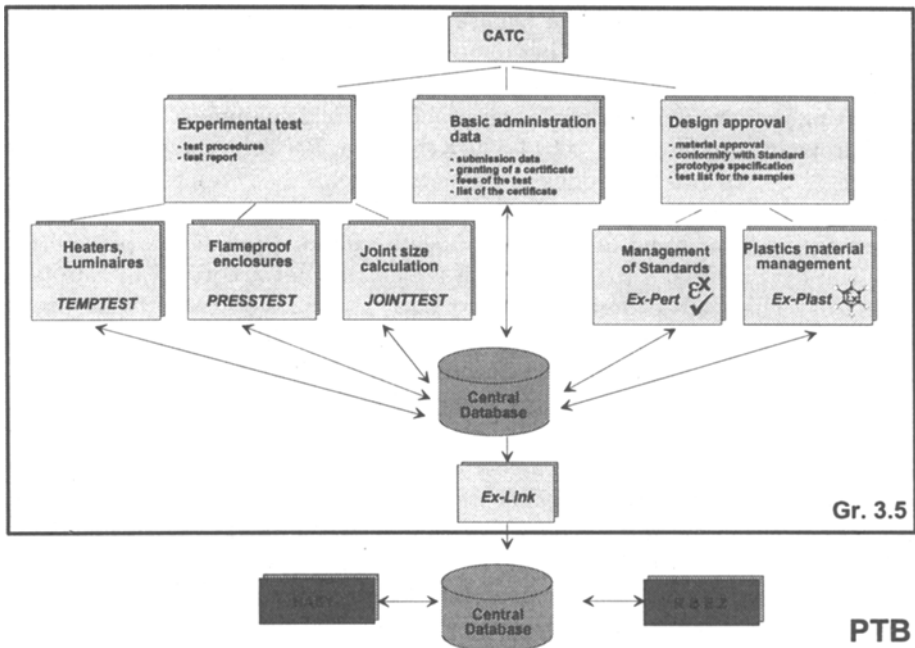 CATC
Experimental test
- test procedures
- test report
Basic administration
data
- submission data
- granting of a certificate
- fees of the test
- list of the certificate
Design approval
- material approval
- conformity with Standard
- prototype specification
- test list for the samples
Heaters,
Luminaires
TEMPTEST
Flameproof
enclosures
PRESSTEST
Joint size
calculation
JOINTTEST
Management
of Standards
Ex-Pert
εx
Plastics material
management
Ex-Plast
Ex
Central
Database
Ex-Link
Gr. 3.5
Central
Database
PTB